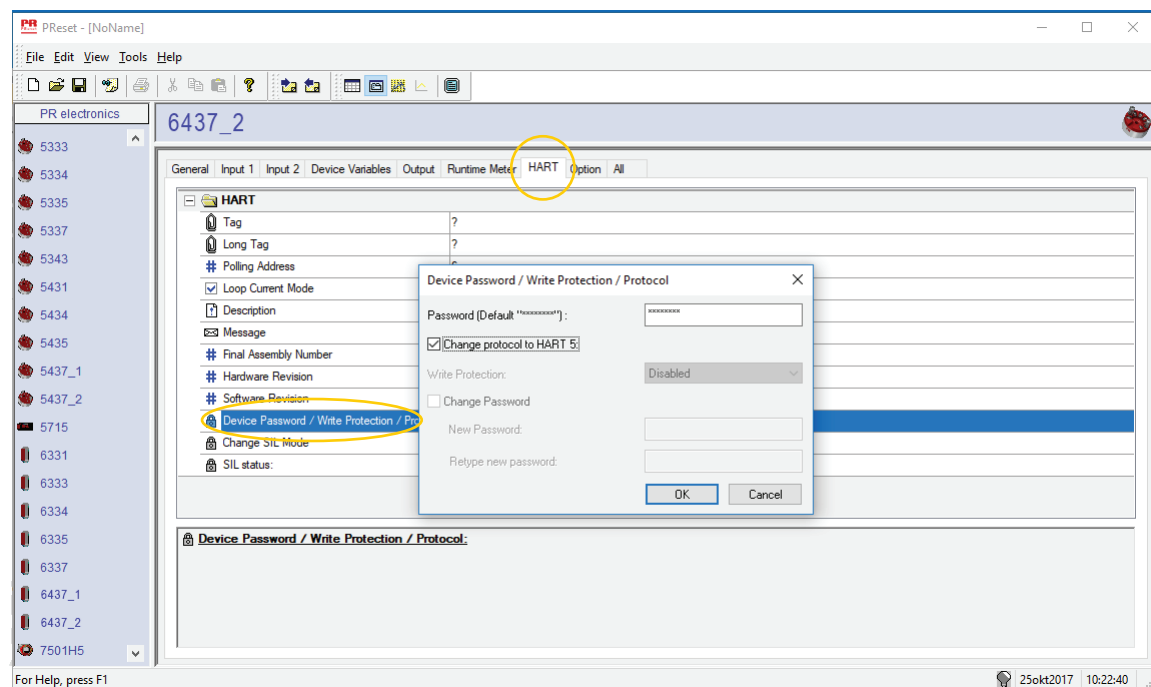 PR PReset - [NoName]
File Edit View Tools Help
PR electronics
6437_2
5333
5334
5335
5337
5343
5431
5434
5435
5437_1
5437_2
5715
6331
6333
6334
6335
6337
6437_1
6437_2
7501H5
General Input 1 Input 2 Device Variables Output Runtime Meter HART Option All
HART
Tag ?
Long Tag ?
Polling Address
Loop Current Mode
Description
Message
Final Assembly Number
Hardware Revision
Software Revision
Device Password / Write Protection / Pro
Change SIL Mode
SIL status:
Device Password / Write Protection / Protocol
Password (Default "********") : ********
Change protocol to HART 5:
Write Protection: Disabled
Change Password
New Password:
Retype new password:
OK Cancel
Device Password / Write Protection / Protocol:
For Help, press F1 25okt2017 10:22:40